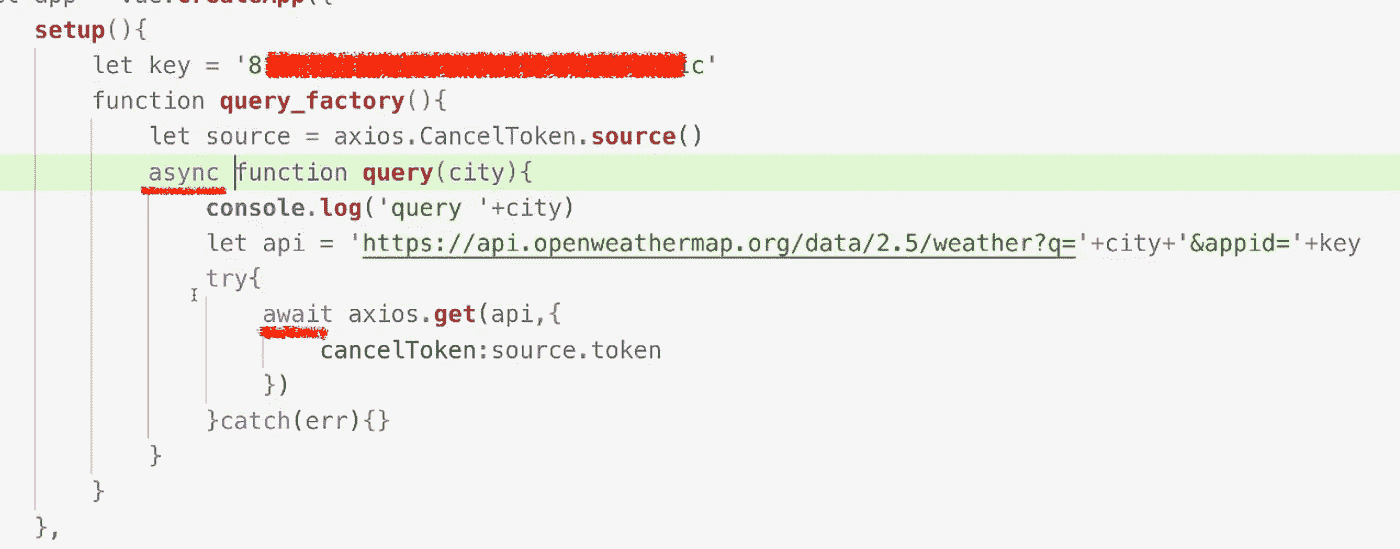 setup(){
let key = '8 ic'
function query_factory(){
let source = axios.CancelToken.source()
async function query(city){
console.log('query '+city)
let api = 'https://api.openweathermap.org/data/2.5/weather?q='+city+'&appid='+key
try{
await axios.get(api,{
cancelToken:source.token
})
}catch(err){}
}
}
},